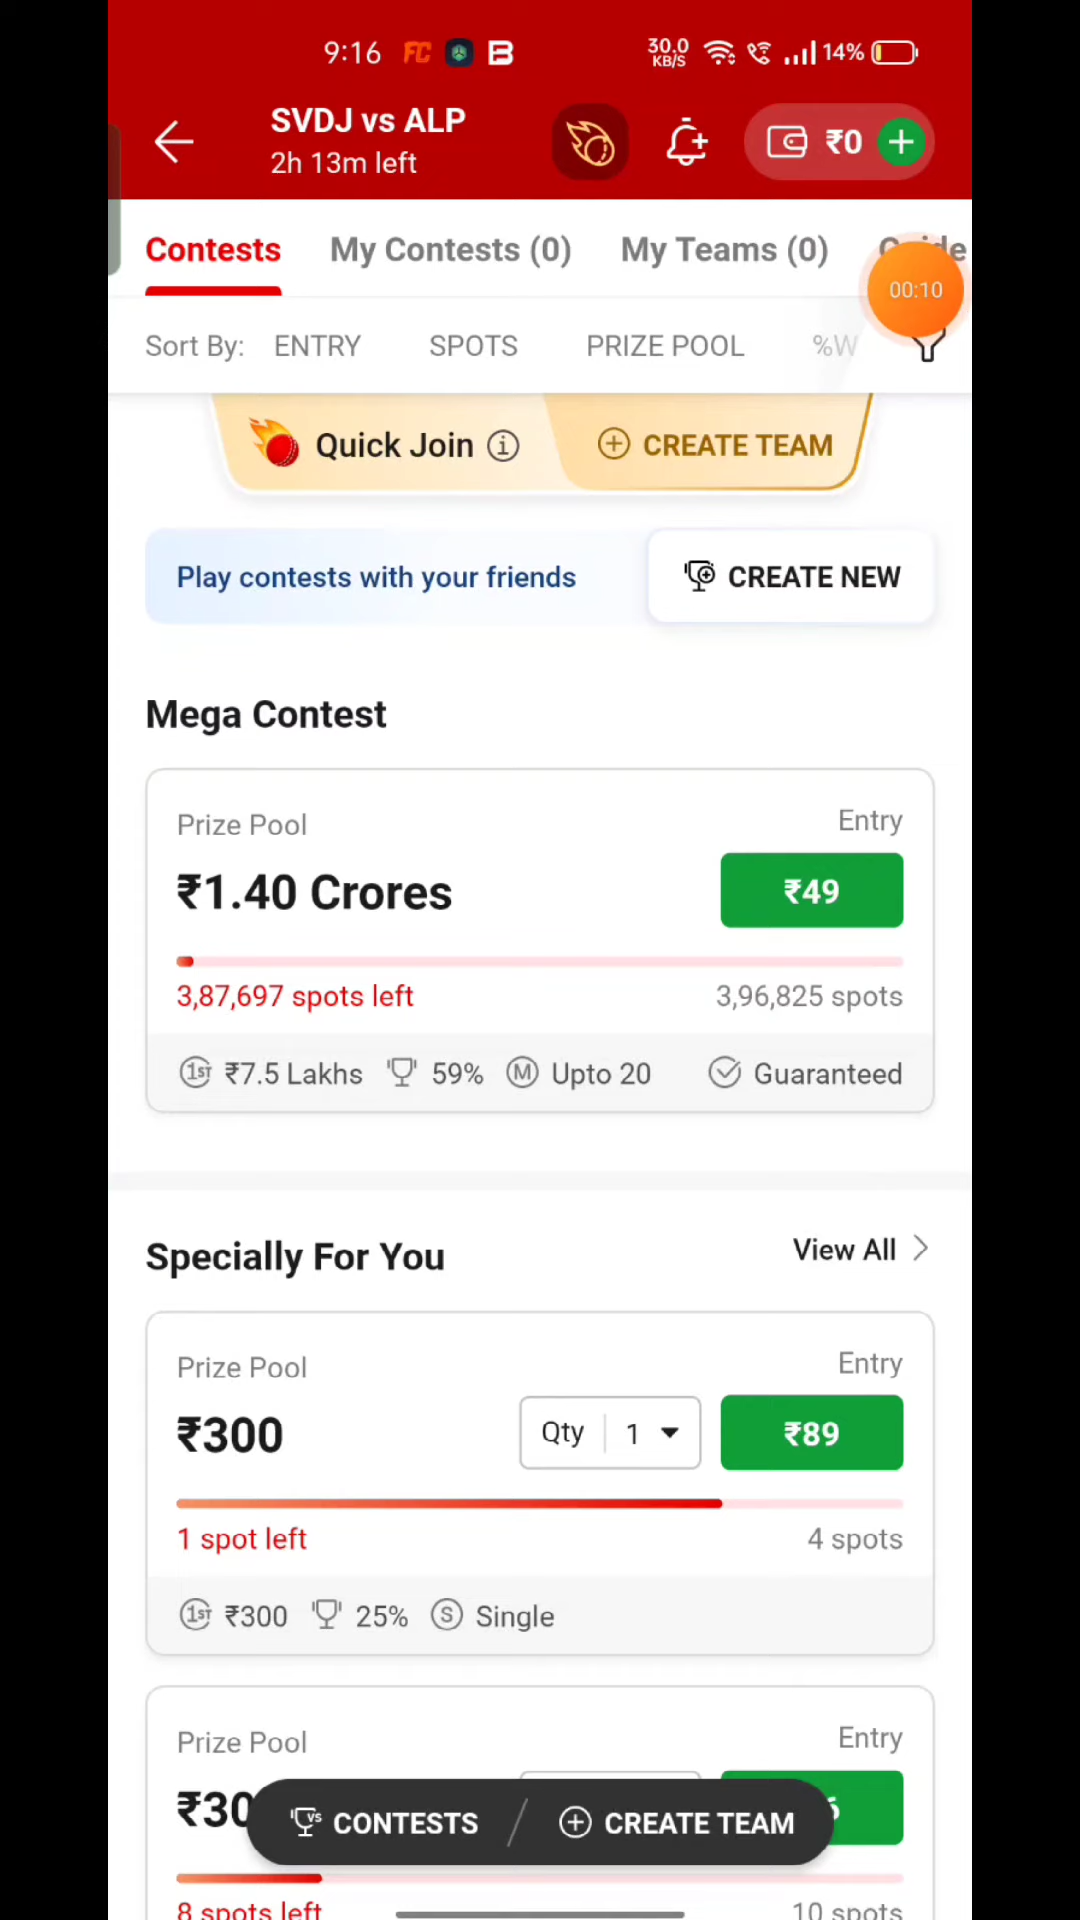 9:16 FC B 30.0 KB/S 14%
SVDJ vs ALP
2h 13m left
₹0
Contests My Contests (0) My Teams (0)
00:10
Sort By: ENTRY SPOTS PRIZE POOL %W
Quick Join CREATE TEAM
Play contests with your friends CREATE NEW
Mega Contest
Prize Pool Entry
₹1.40 Crores ₹49
3,87,697 spots left 3,96,825 spots
1ST ₹7.5 Lakhs 59% M Upto 20 Guaranteed
Specially For You View All
Prize Pool Entry
₹300 Qty 1 ₹89
1 spot left 4 spots
1ST ₹300 25% S Single
Prize Pool Entry
CONTESTS / CREATE TEAM
8 spots left 10 spots